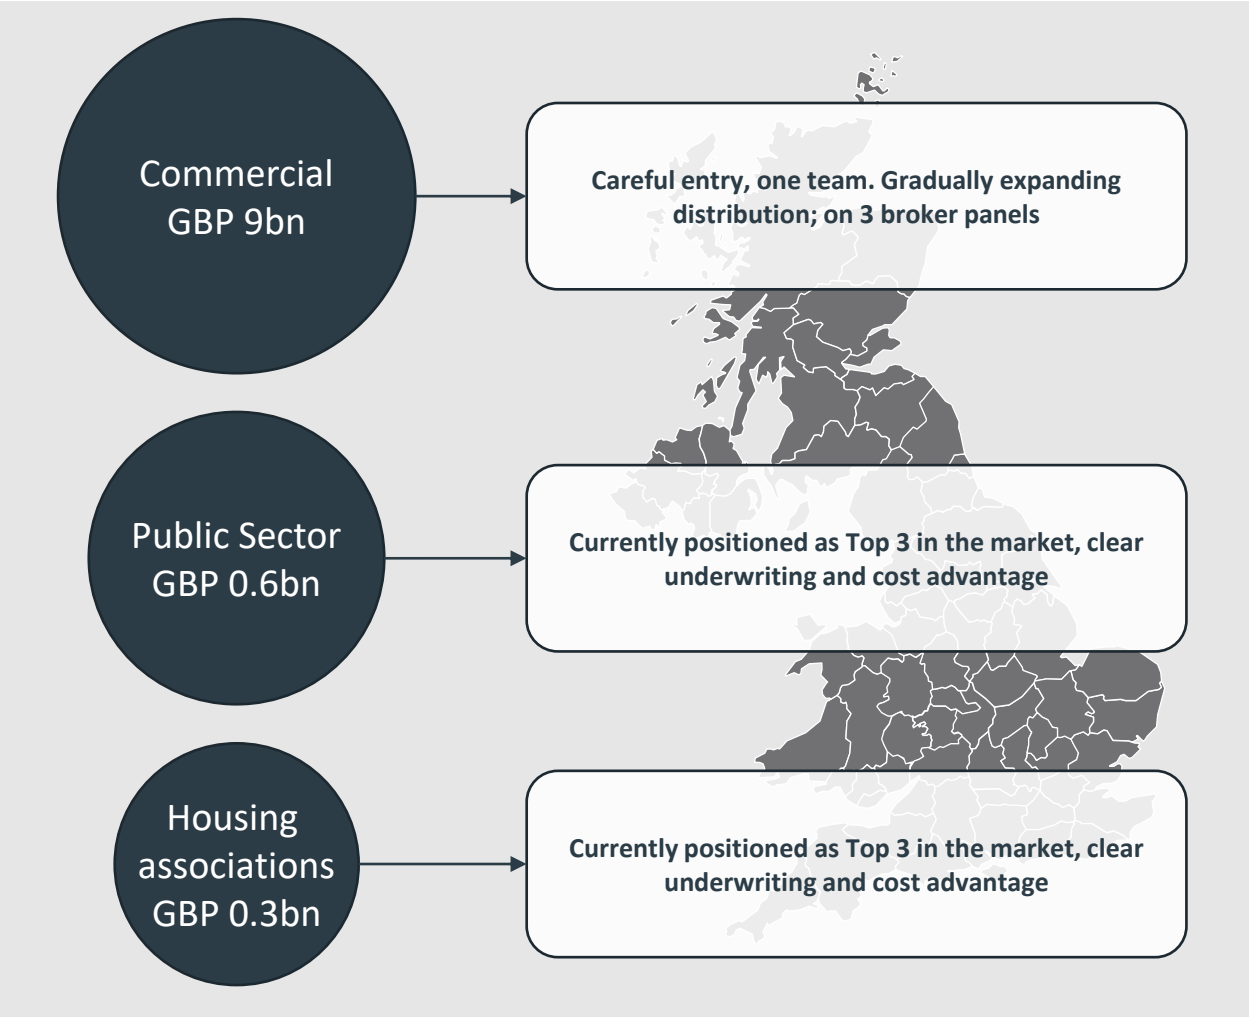 Commercial
GBP 9bn
Careful entry, one team. Gradually expanding
distribution; on 3 broker panels
Public Sector
GBP 0.6bn
Currently positioned as Top 3 in the market, clear
underwriting and cost advantage
Housing
associations
GBP 0.3bn
Currently positioned as Top 3 in the market, clear
underwriting and cost advantage